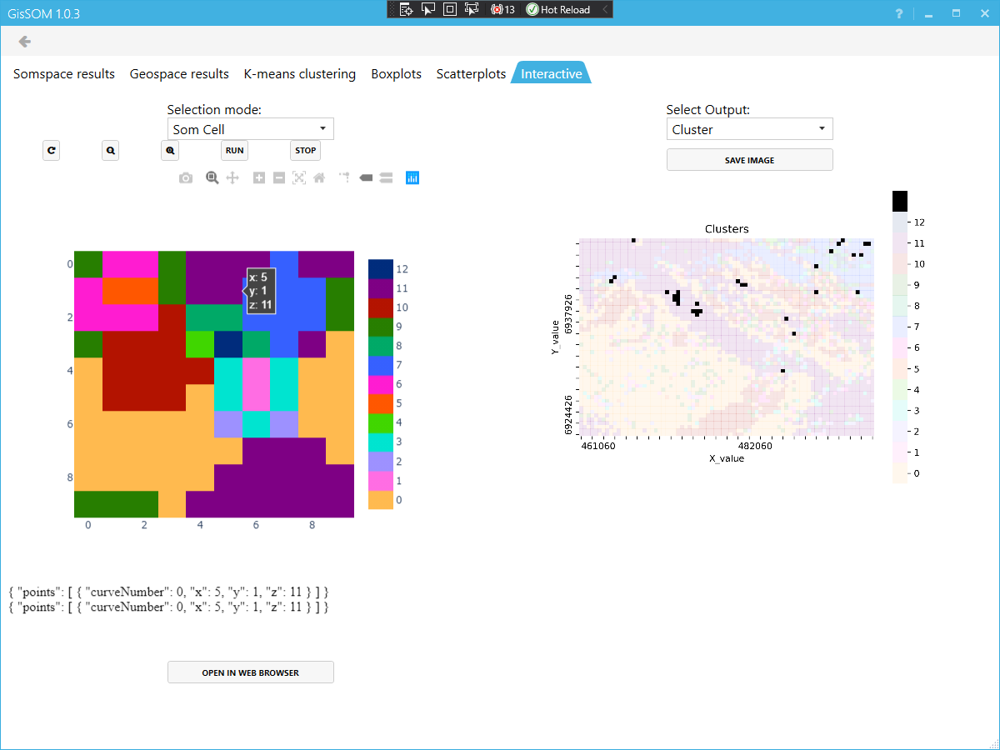 GisSOM 1.0.3
13
Hot Reload
?
Somspace results
Geospace results
K-means clustering
Boxplots
Scatterplots
Interactive
Selection mode:
Som Cell
RUN
STOP
Select Output:
Cluster
SAVE IMAGE
0
2
4
6
8
0
2
4
6
8
x: 5
y: 1
z: 11
12
11
10
9
8
7
6
5
4
3
2
1
0
Clusters
Y_value
6937926
6924426
461060
482060
X_value
12
11
10
9
8
7
6
5
4
3
2
1
0
{ "points": [ { "curveNumber": 0, "x": 5, "y": 1, "z": 11 } ] }
{ "points": [ { "curveNumber": 0, "x": 5, "y": 1, "z": 11 } ] }
OPEN IN WEB BROWSER